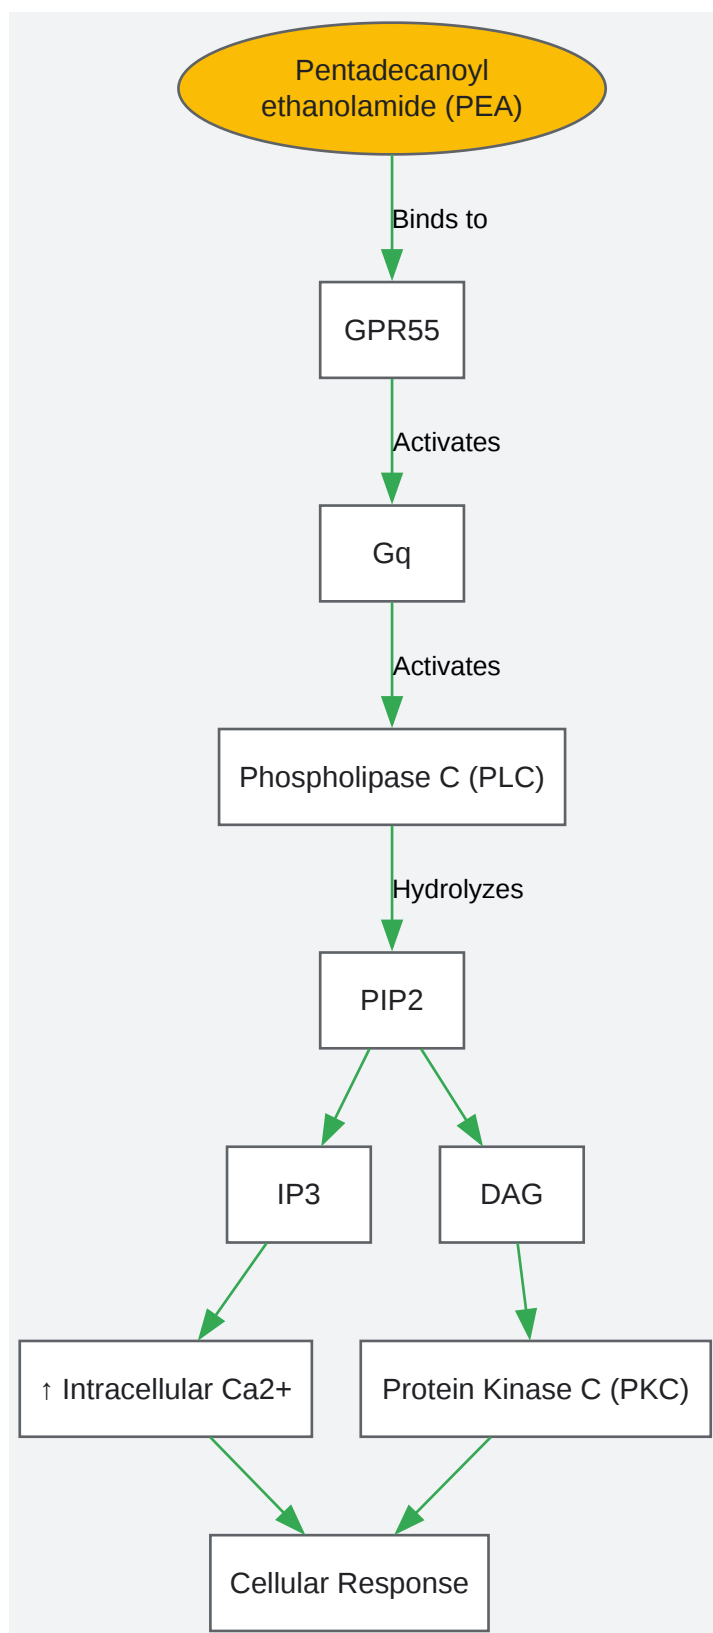 Pentadecanoyl
ethanolamide (PEA)
Binds to
GPR55
Activates
Gq
Activates
Phospholipase C (PLC)
Hydrolyzes
PIP2
IP3
DAG
↑ Intracellular Ca2+
Protein Kinase C (PKC)
Cellular Response